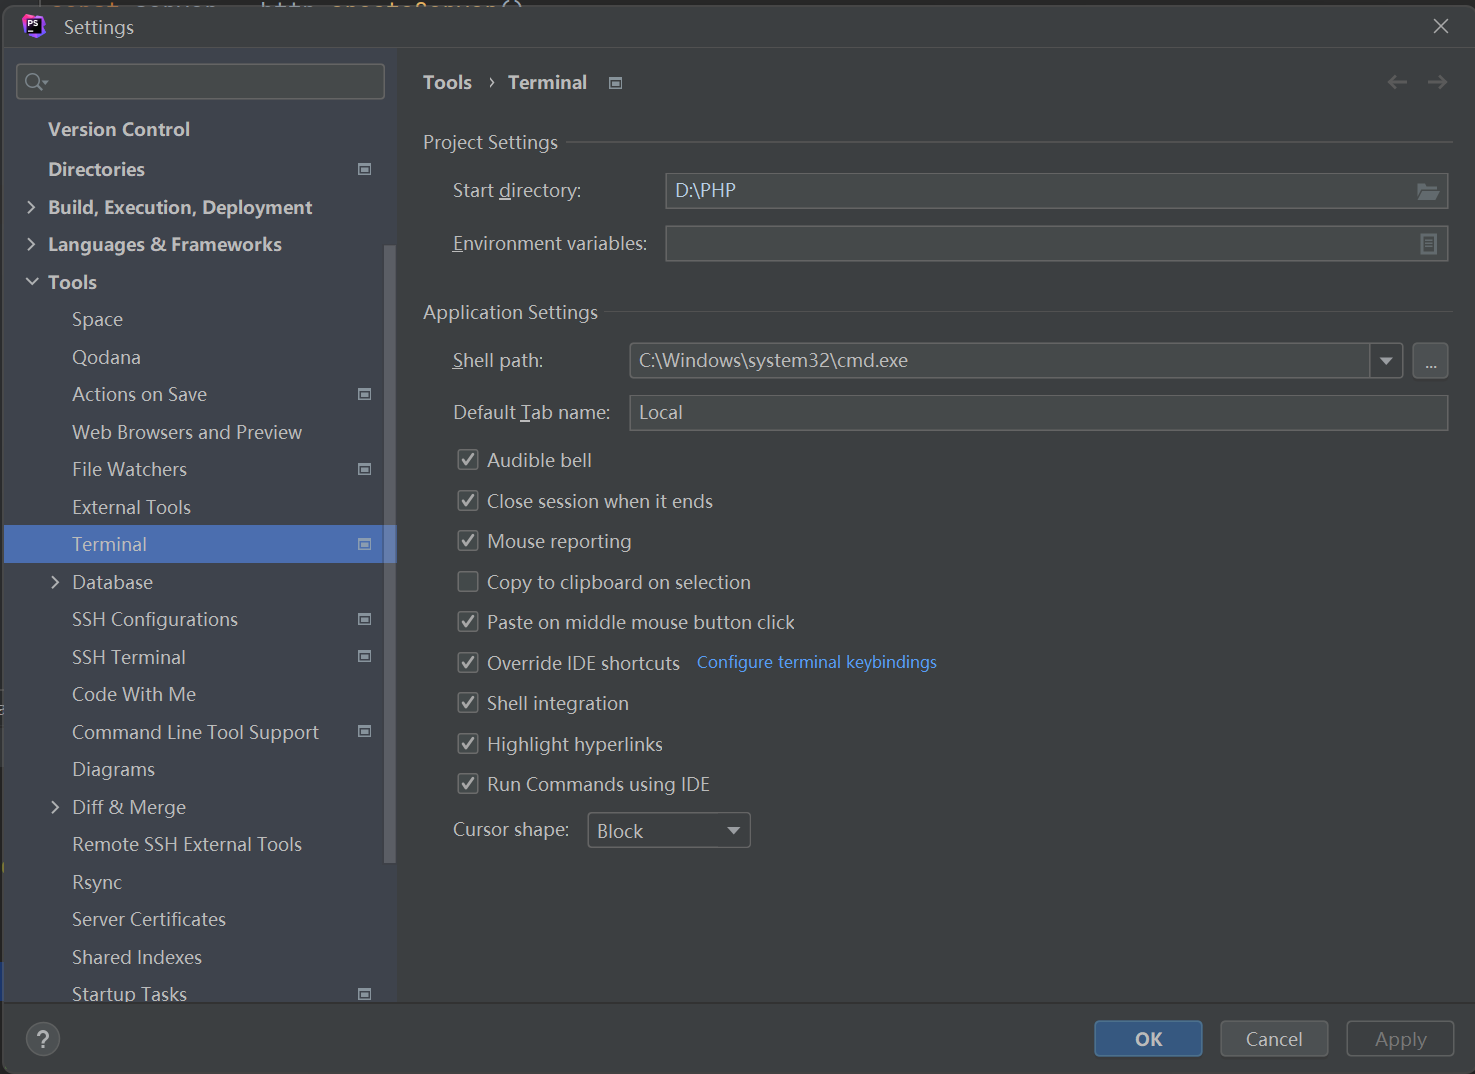 PS
Settings
Version Control
Directories
Build, Execution, Deployment
Languages & Frameworks
Tools
Space
Qodana
Actions on Save
Web Browsers and Preview
File Watchers
External Tools
Terminal
Database
SSH Configurations
SSH Terminal
Code With Me
Command Line Tool Support
Diagrams
Diff & Merge
Remote SSH External Tools
Rsync
Server Certificates
Shared Indexes
Startup Tasks
Tools › Terminal
Project Settings
Start directory: D:\PHP
Environment variables:
Application Settings
Shell path: C:\Windows\system32\cmd.exe ...
Default Tab name: Local
Audible bell
Close session when it ends
Mouse reporting
Copy to clipboard on selection
Paste on middle mouse button click
Override IDE shortcuts Configure terminal keybindings
Shell integration
Highlight hyperlinks
Run Commands using IDE
Cursor shape: Block
? OK Cancel Apply